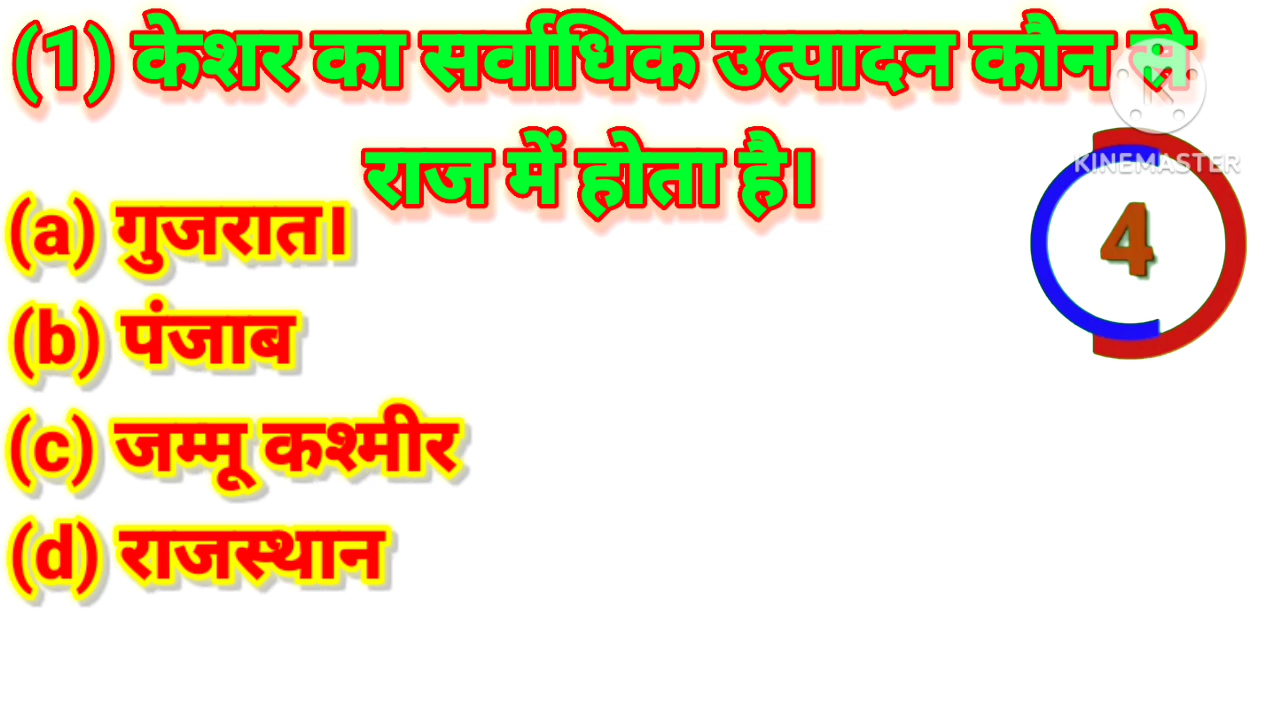 (1) केशर का सर्वाधिक उत्पादन कौन से
राज में होता है।
(a) गुजरात।
(b) पंजाब
(c) जम्मू कश्मीर
(d) राजस्थान
4
KINEMASTER